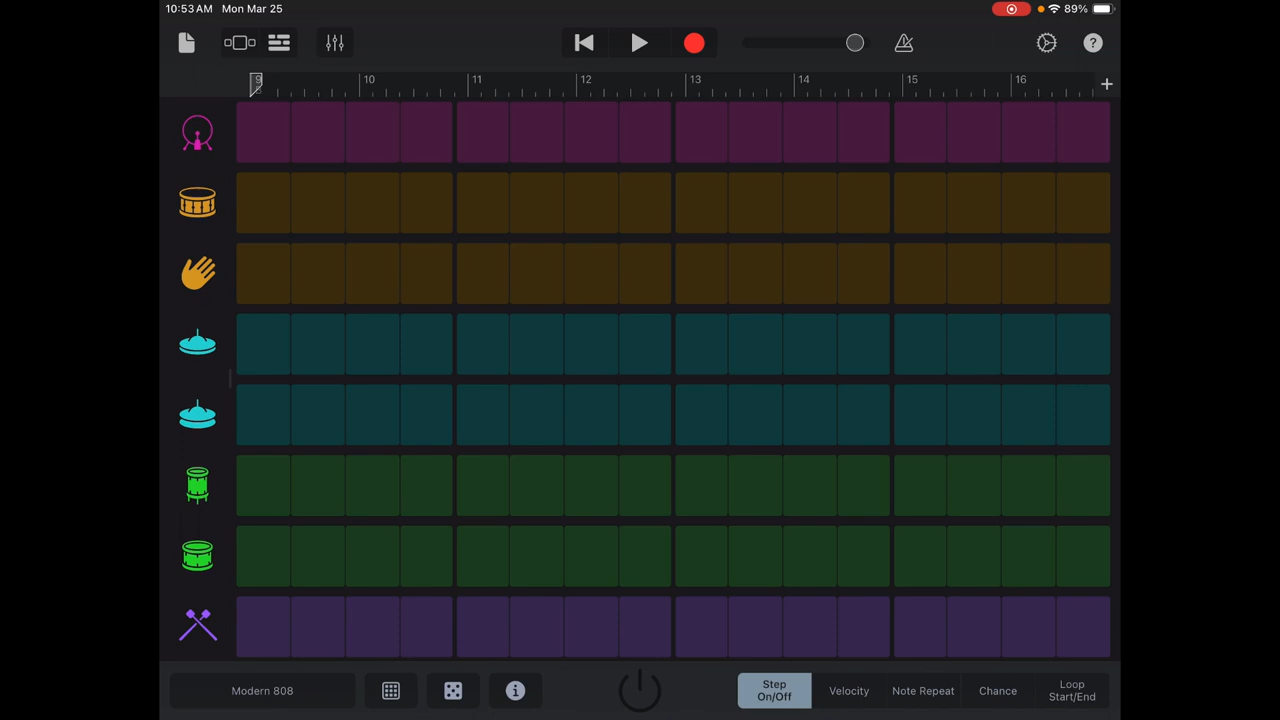 10:53 AM Mon Mar 25
89%
9 10 11 12 13 14 15 16 +
?
Modern 808
i
Step
On/Off
Velocity
Note Repeat
Chance
Loop
Start/End